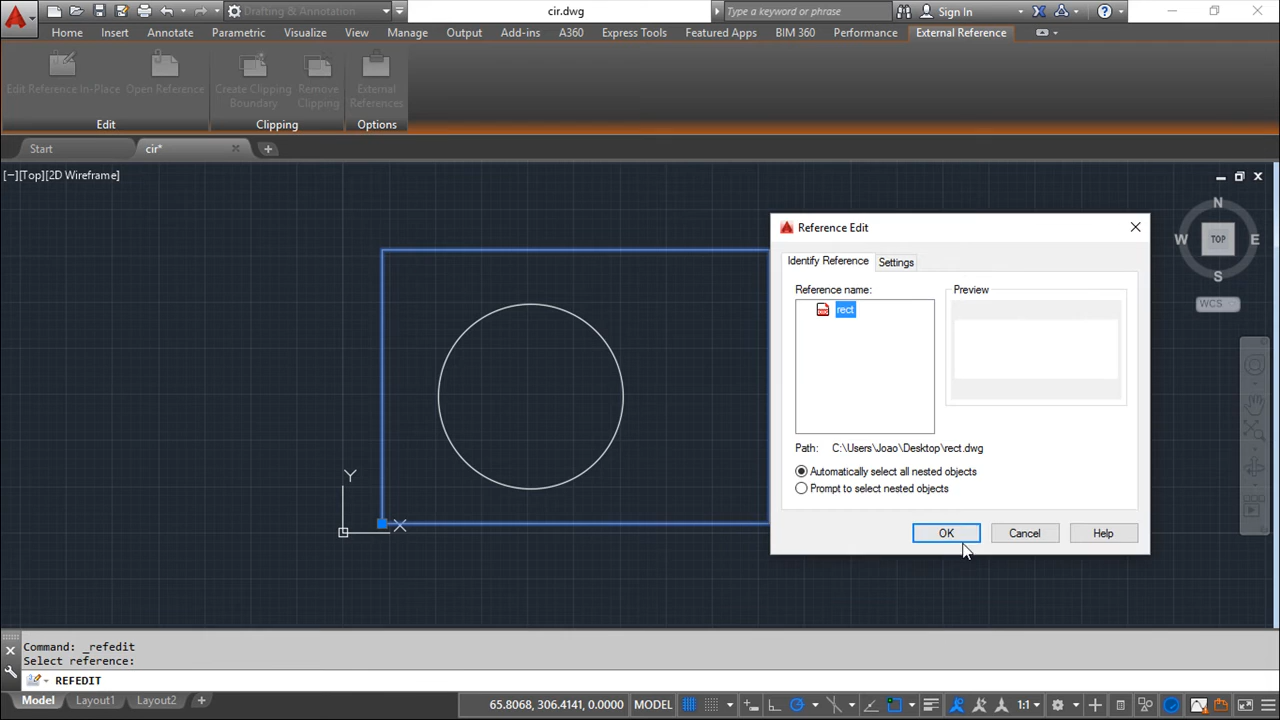 Drafting & Annotation
cir.dwg
Type a keyword or phrase
Sign In
Home
Insert
Annotate
Parametric
Visualize
View
Manage
Output
Add-ins
A360
Express Tools
Featured Apps
BIM 360
Performance
External Reference
Edit Reference In-Place
Open Reference
Create Clipping
Boundary
Remove
Clipping
External
References
Edit
Clipping
Options
Start
cir*
[−][Top][2D Wireframe]
N
W
TOP
E
S
WCS
Reference Edit
Identify Reference
Settings
Reference name:
Preview
rect
Path: C:\Users\Joao\Desktop\rect.dwg
Automatically select all nested objects
Prompt to select nested objects
OK
Cancel
Help
Y
X
Command: _refedit
Select reference:
REFEDIT
Model
Layout1
Layout2
65.8068, 306.4141, 0.0000
MODEL
1:1